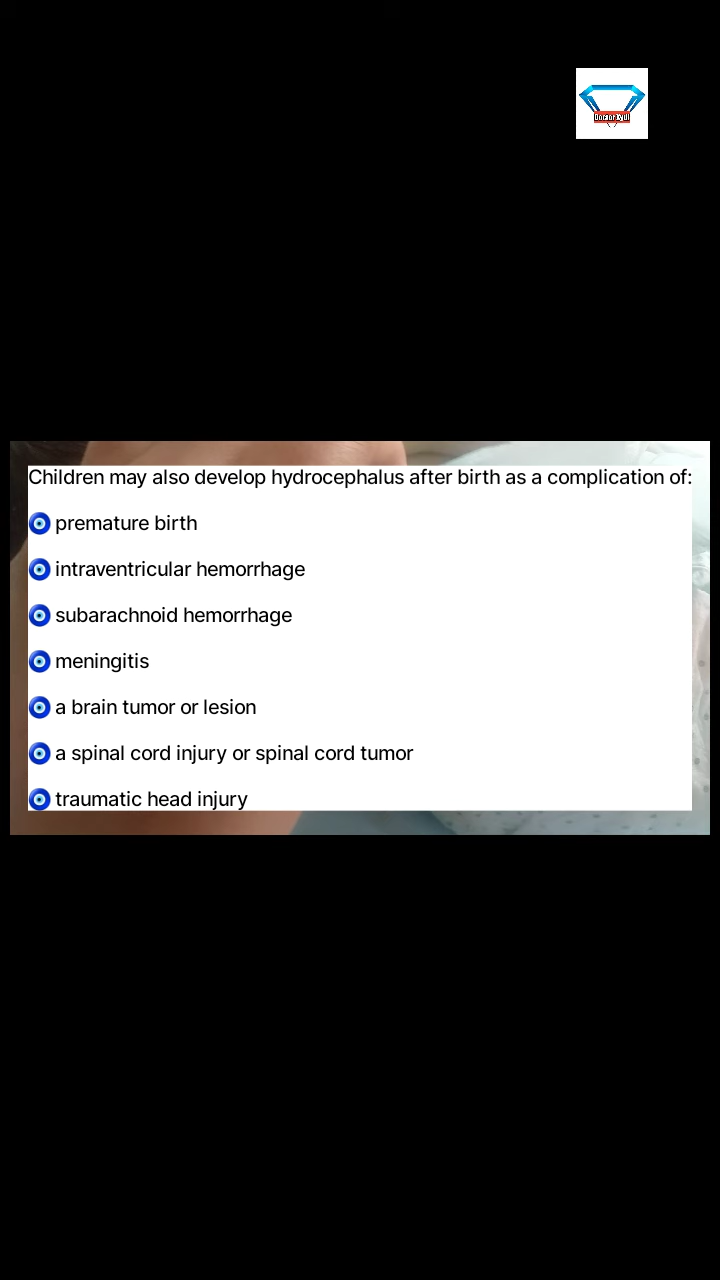 Children may also develop hydrocephalus after birth as a complication of:
🧿 premature birth
🧿 intraventricular hemorrhage
🧿 subarachnoid hemorrhage
🧿 meningitis
🧿 a brain tumor or lesion
🧿 a spinal cord injury or spinal cord tumor
🧿 traumatic head injury